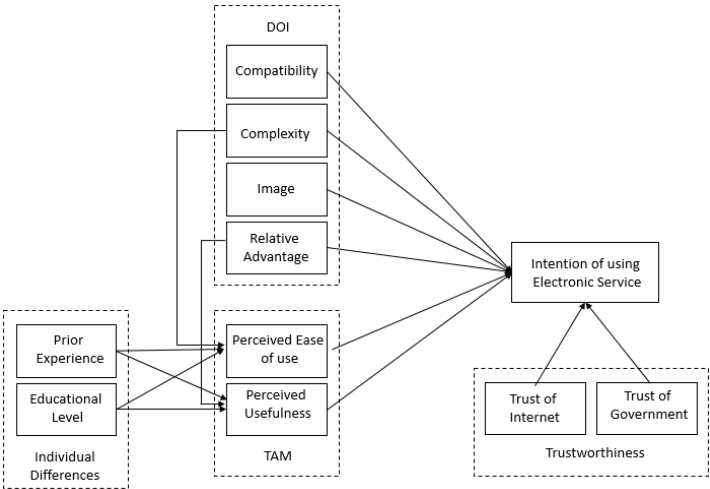 DOI
Compatibility
Complexity
Image
Relative
Advantage
Intention of using
Electronic Service
Prior
Experience
Educational
Level
Individual
Differences
Perceived Ease
of use
Perceived
Usefulness
TAM
Trust of
Internet
Trust of
Government
Trustworthiness